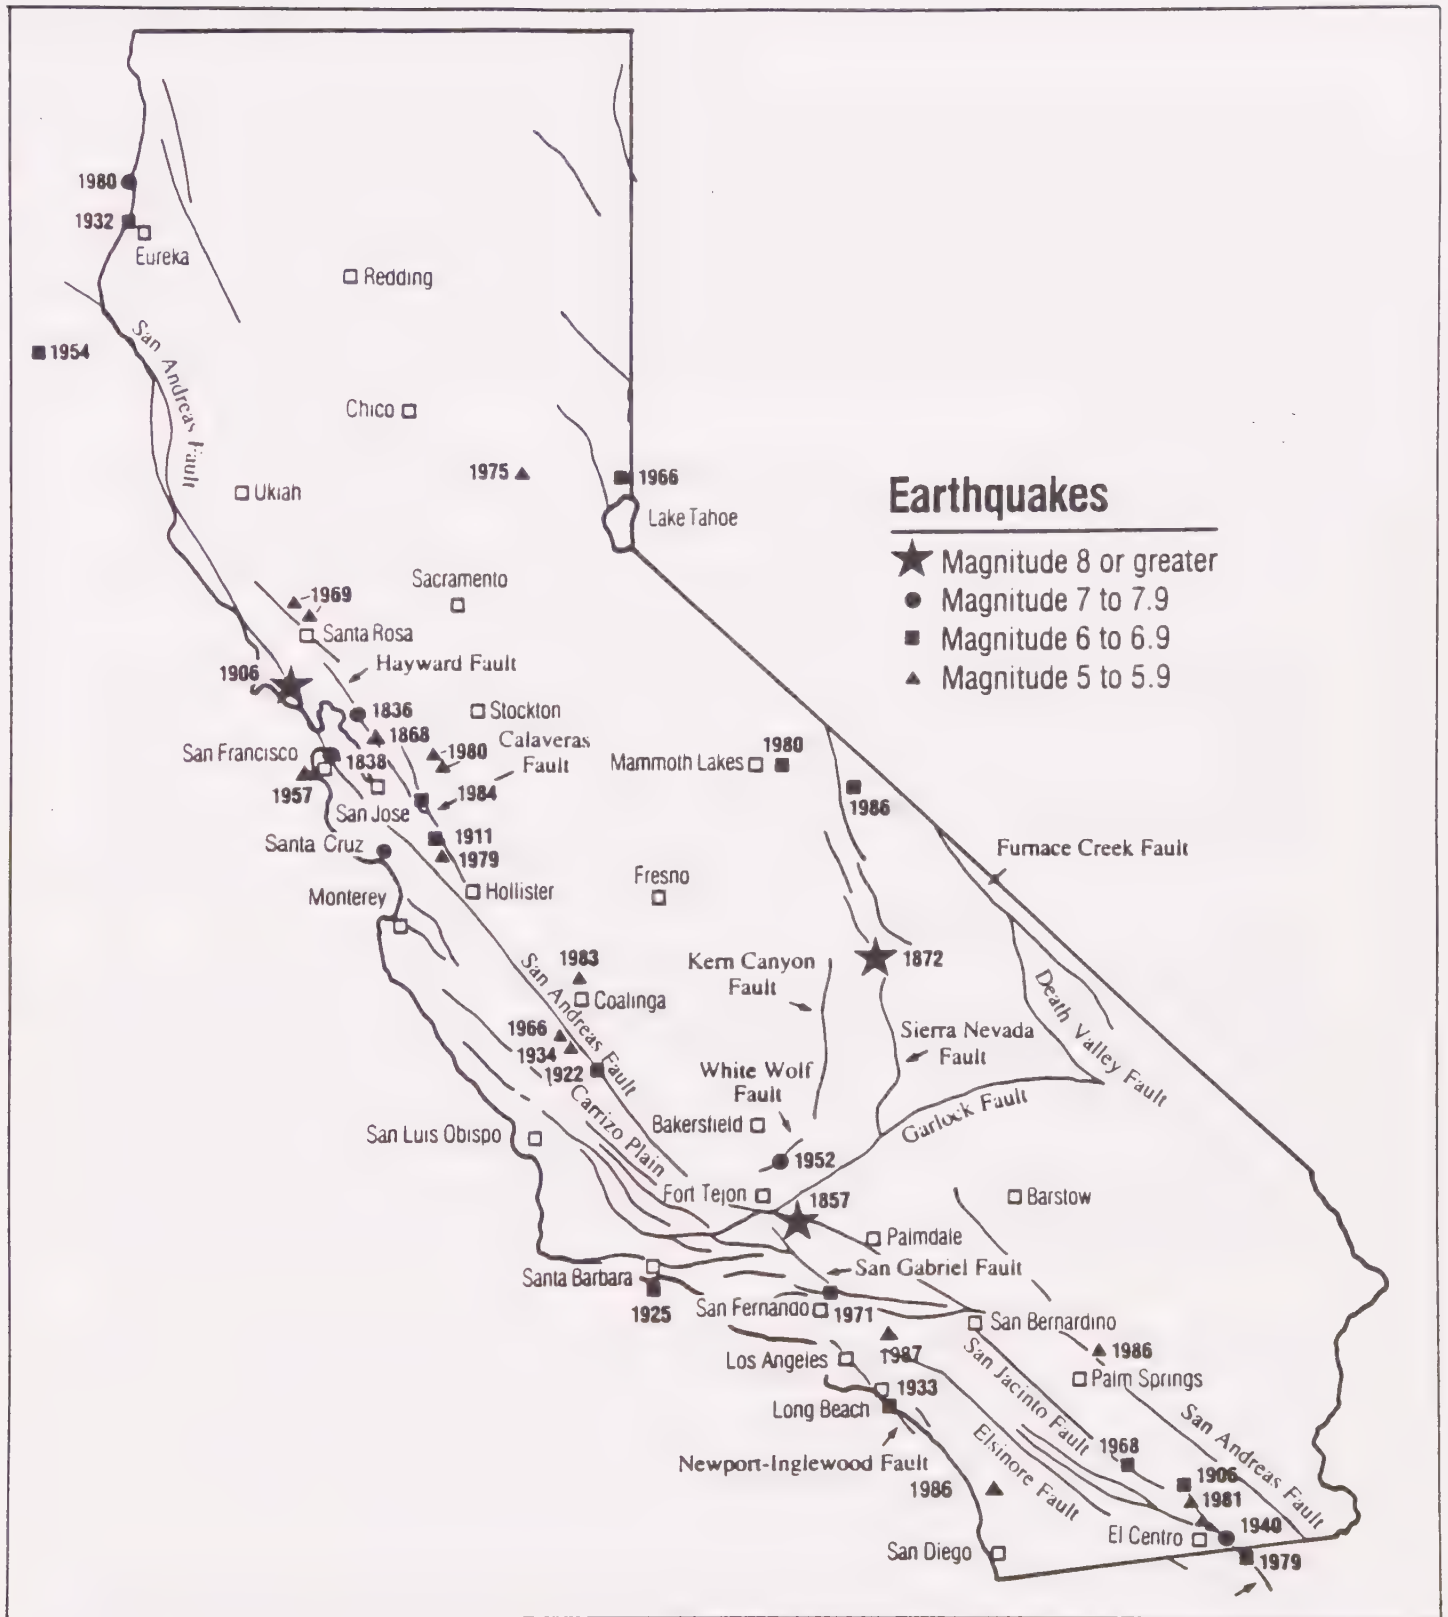 1980
1932
Eureka
Redding
San Andreas Fault
1954
Chico
1975
1966
Ukiah
Lake Tahoe
Earthquakes
Magnitude 8 or greater
Magnitude 7 to 7.9
Magnitude 6 to 6.9
Magnitude 5 to 5.9
Sacramento
1969
Santa Rosa
Hayward Fault
1906
1836
Stockton
1868
San Francisco
1838
1980
Calaveras
Fault
Mammoth Lakes
1980
1957
San Jose
1984
1986
Santa Cruz
1911
1979
Furnace Creek Fault
Monterey
Hollister
Fresno
1983
Coalinga
San Andreas Fault
Kern Canyon
Fault
1872
Death Valley Fault
1966
1934
1922
Sierra Nevada
Fault
White Wolf
Fault
Carrizo Plain
Garlock Fault
San Luis Obispo
Bakersfield
1952
Fort Tejon
1857
Barstow
Palmdale
San Gabriel Fault
Santa Barbara
1925
San Fernando
1971
San Bernardino
Los Angeles
1987
1986
Palm Springs
San Jacinto Fault
1933
Long Beach
Newport-Inglewood Fault
Elsinore Fault
1968
San Andreas Fault
1986
1906
1981
El Centro
1940
San Diego
1979